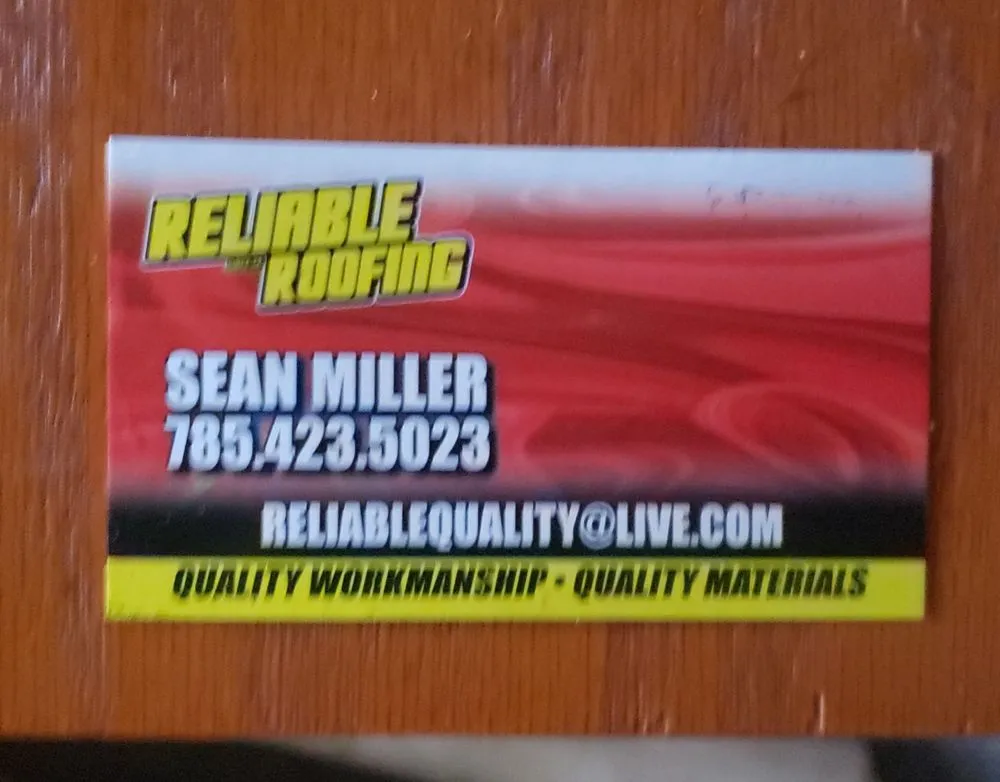 RELIABLE
ROOFING
SEAN MILLER
785.423.5023
RELIABLEQUALITY@LIVE.COM
QUALITY WORKMANSHIP - QUALITY MATERIALS